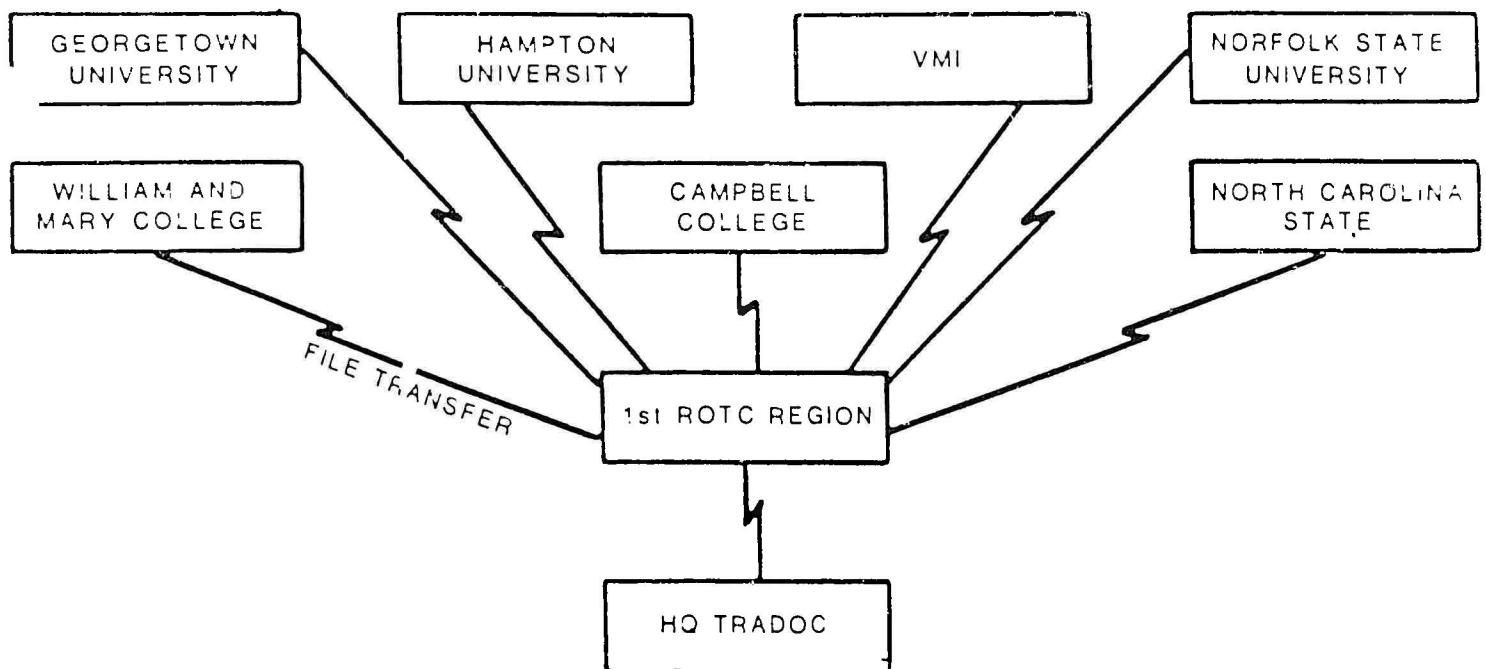 GEORGETOWN
UNIVERSITY
HAMPTON
UNIVERSITY
VMI
NORFOLK STATE
UNIVERSITY
WILLIAM AND
MARY COLLEGE
CAMPBELL
COLLEGE
NORTH CAROLINA
STATE
FILE TRANSFER
1st ROTC REGION
HQ TRADOC